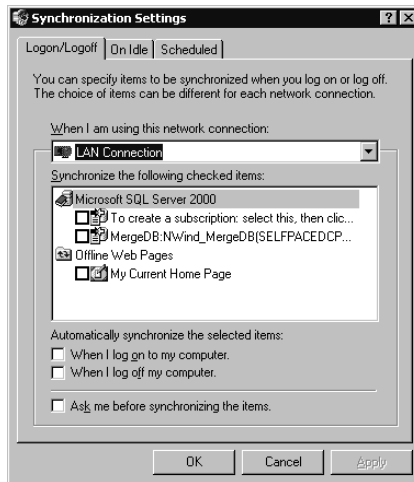 Synchronization Settings
Logon/Logoff On Idle Scheduled
You can specify items to be synchronized when you log on or log off.
The choice of items can be different for each network connection.
When I am using this network connection:
LAN Connection
Synchronize the following checked items:
Microsoft SQL Server 2000
To create a subscription: select this, then clic...
MergeDB:NWind_MergeDB(SELFPACEDCP...
Offline Web Pages
My Current Home Page
Automatically synchronize the selected items:
When I log on to my computer.
When I log off my computer.
Ask me before synchronizing the items.
OK Cancel Apply